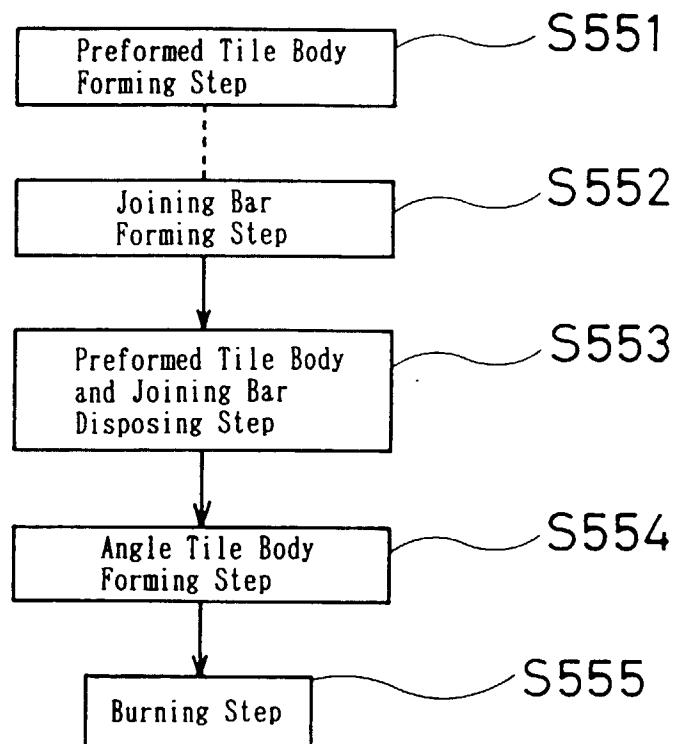 Preformed Tile Body
Forming Step
S551
Joining Bar
Forming Step
S552
Preformed Tile Body
and Joining Bar
Disposing Step
S553
Angle Tile Body
Forming Step
S554
Burning Step
S555